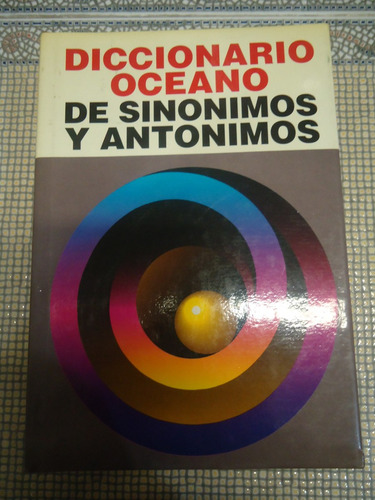 DICCIONARIO
OCEANO
DE SINONIMOS
Y ANTONIMOS